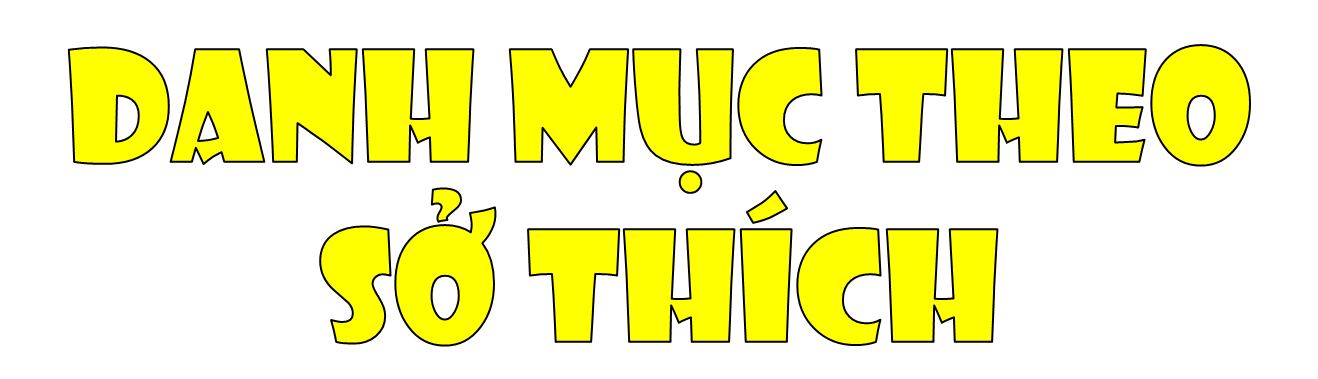 DANH MỤC THEO
SỞ THÍCH